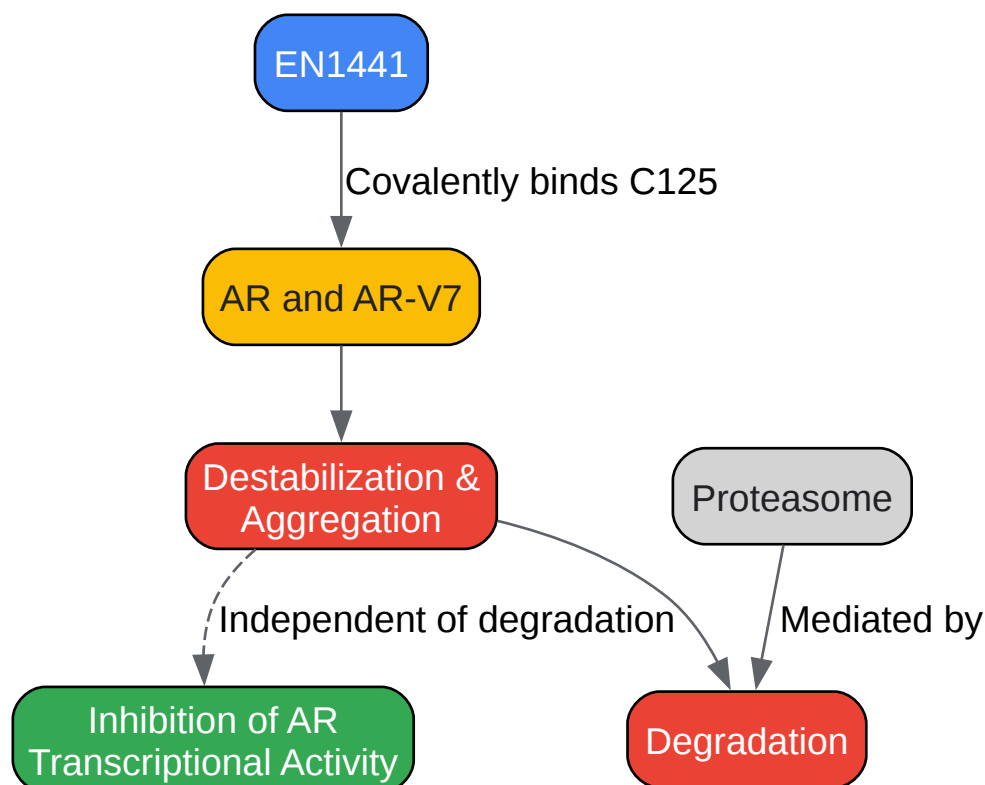 EN1441
Covalently binds C125
AR and AR-V7
Destabilization &
Aggregation
Proteasome
Independent of degradation
Mediated by
Inhibition of AR
Transcriptional Activity
Degradation